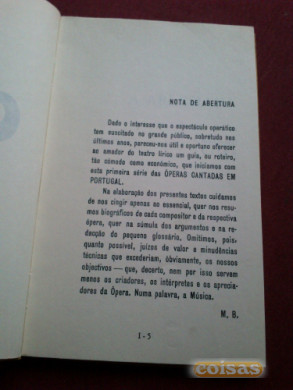 NOTA DE ABERTURA
Dado o interesse que o espectáculo operático
tem suscitado no grande público, sobretudo nos
últimos anos, pareceu-nos útil e oportuno oferecer
ao amador do teatro lírico um guia, ou roteiro,
tão cómodo como económico, que iniciamos com
esta primeira série das ÓPERAS CANTADAS EM
PORTUGAL.
Na elaboração dos presentes textos cuidámos
de nos cingir apenas ao essencial, quer nos resu-
mos biográficos de cada compositor e da respectiva
ópera, quer na súmula dos argumentos e na re-
dacção do pequeno glossário. Omitimos, pois,
quanto possível, juízos de valor e minudências
técnicas que excederiam, òbviamente, os nossos
objectivos — que, decerto, nem por isso servem
menos os criadores, os intérpretes e os aprecia-
dores da Ópera. Numa palavra, a Música.
M. B.
I - 5
coisas